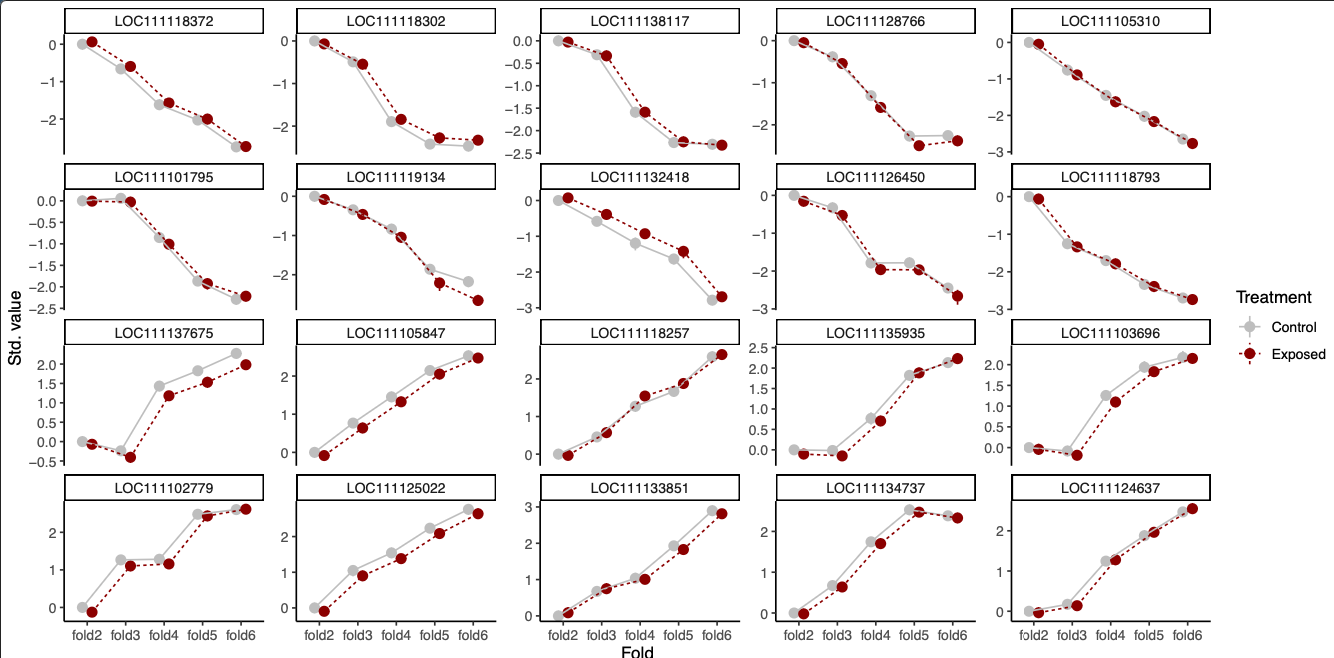 LOC111118372 LOC111118302 LOC111138117 LOC111128766 LOC111105310
0 0 0.0 0 0
−1 −1 −0.5 −1 −1
−2 −2 −1.0 −2 −2
−1.5 −3
−2.0
−2.5
LOC111101795 LOC111119134 LOC111132418 LOC111126450 LOC111118793
0.0 0 0 0 0
−0.5 −1 −1 −1 −1
−1.0 −2 −2 −2 −2
−1.5 −3 −3 −3
−2.0
−2.5
Std. value
LOC111137675 LOC111105847 LOC111118257 LOC111135935 LOC111103696
2.0 2 2 2.5 2.0
1.5 1 1 2.0 1.5
1.0 0 0 1.5 1.0
0.5 1.0 0.5
0.0 0.5 0.0
−0.5 0.0
LOC111102779 LOC111125022 LOC111133851 LOC111134737 LOC111124637
2 2 3 2 2
1 1 2 1 1
0 0 1 0 0
0
fold2 fold3 fold4 fold5 fold6 fold2 fold3 fold4 fold5 fold6 fold2 fold3 fold4 fold5 fold6 fold2 fold3 fold4 fold5 fold6 fold2 fold3 fold4 fold5 fold6
Fold
Treatment
Control
Exposed